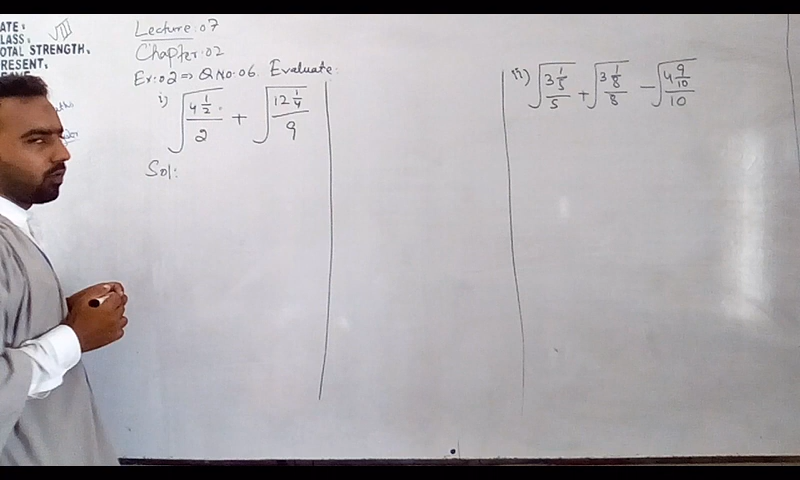 ATE:
LASS: VIII
OTAL STRENGTH:
RESENT:
Lecture:07
Chapter:02
Ex:02 ⇒ Q NO:06. Evaluate:
i) √(4 1/2 / 2) + √(12 1/4 / 9)
Sol:
ii) √(3 1/5 / 5) + √(3 1/8 / 8) − √(4 9/10 / 10)